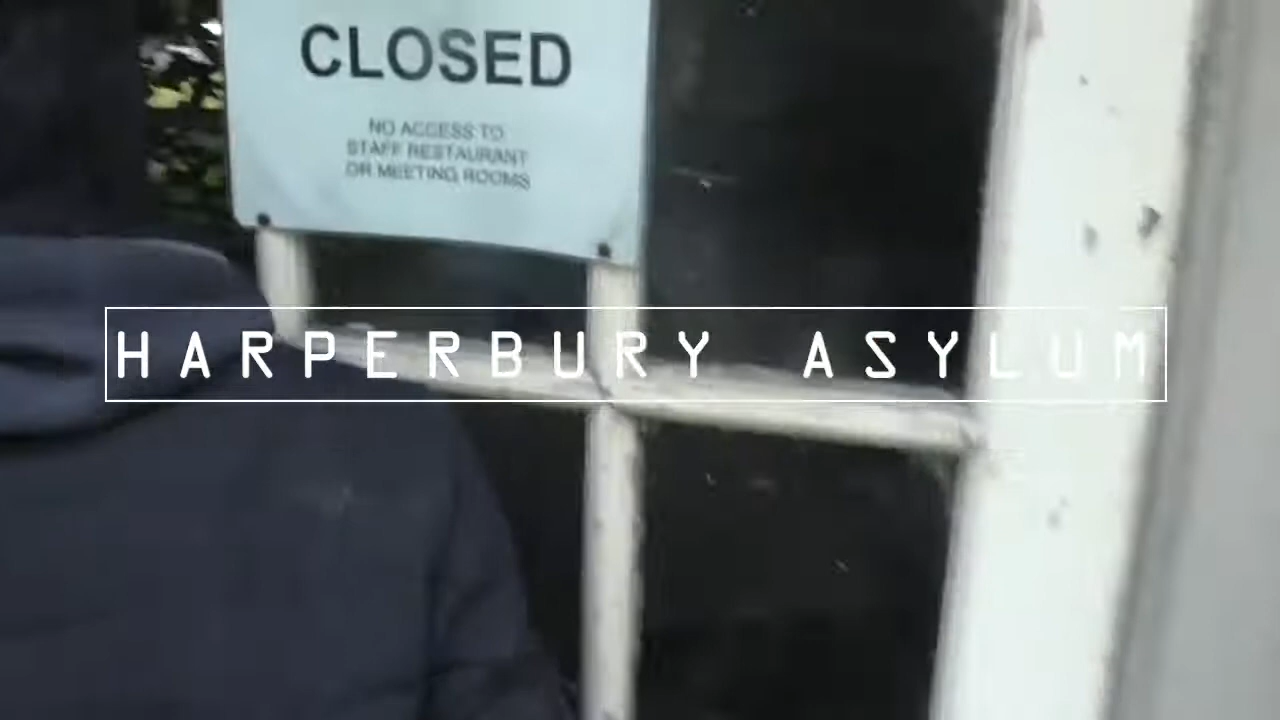 CLOSED
NO ACCESS TO
STAFF RESTAURANT
OR MEETING ROOMS
HARPERBURY ASYLUM